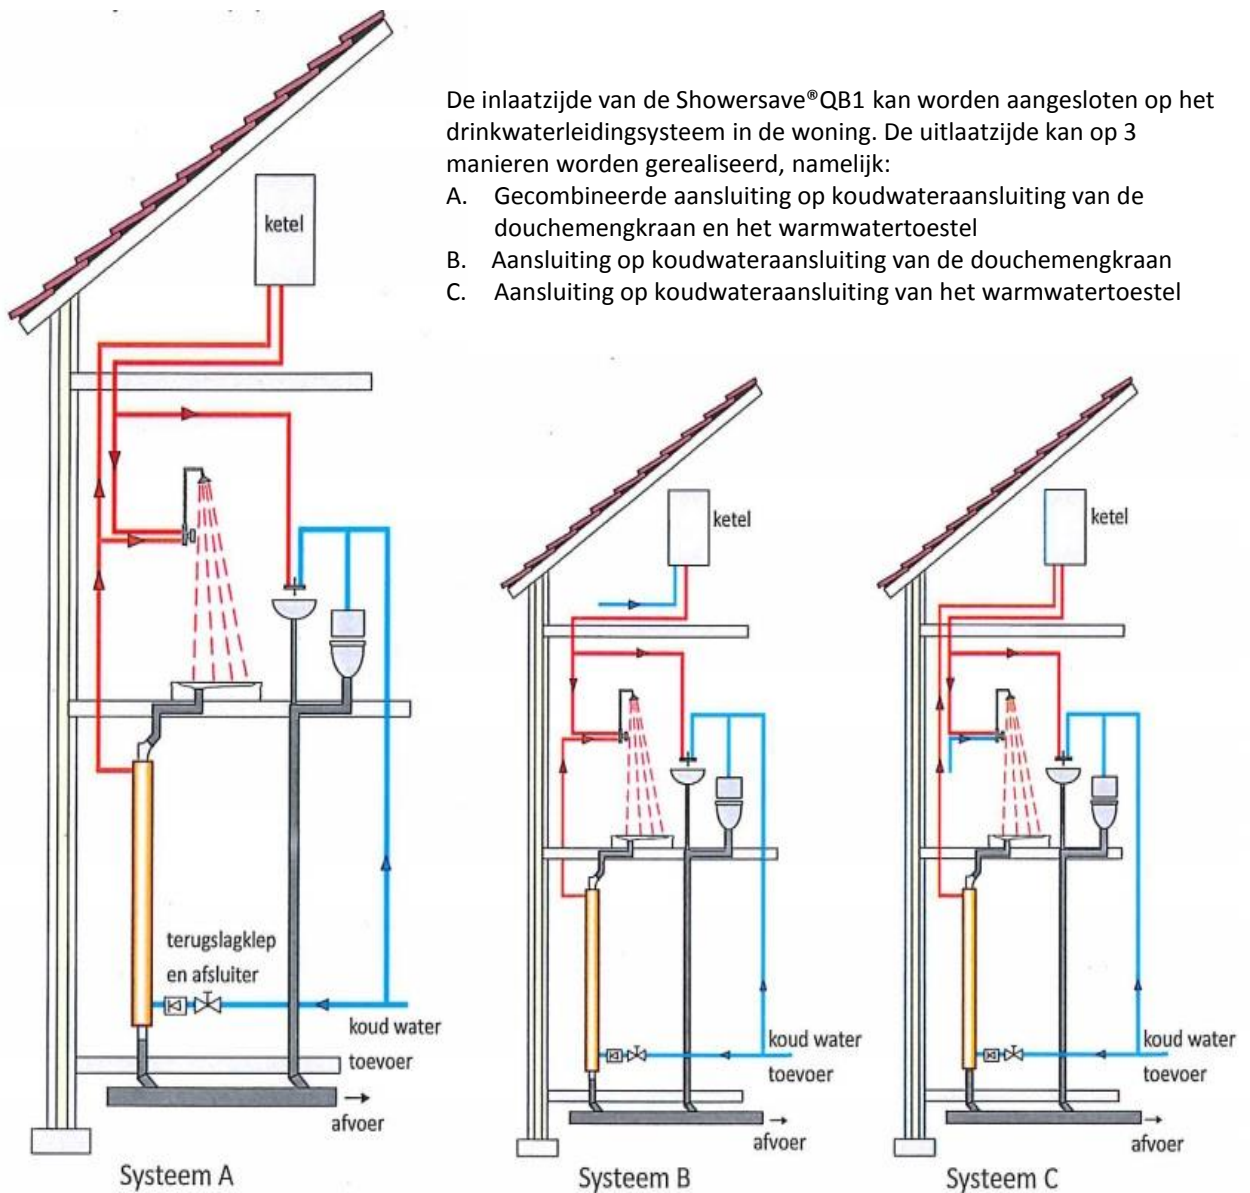 De inlaatzijde van de Showersave®QB1 kan worden aangesloten op het
drinkwaterleidingsysteem in de woning. De uitlaatzijde kan op 3
manieren worden gerealiseerd, namelijk:
A. Gecombineerde aansluiting op koudwateraansluiting van de
douchemengkraan en het warmwatertoestel
B. Aansluiting op koudwateraansluiting van de douchemengkraan
C. Aansluiting op koudwateraansluiting van het warmwatertoestel
ketel
terugslagklep
en afsluiter
koud water
toevoer
afvoer
Systeem A
ketel
koud water
toevoer
afvoer
Systeem B
ketel
koud water
toevoer
afvoer
Systeem C